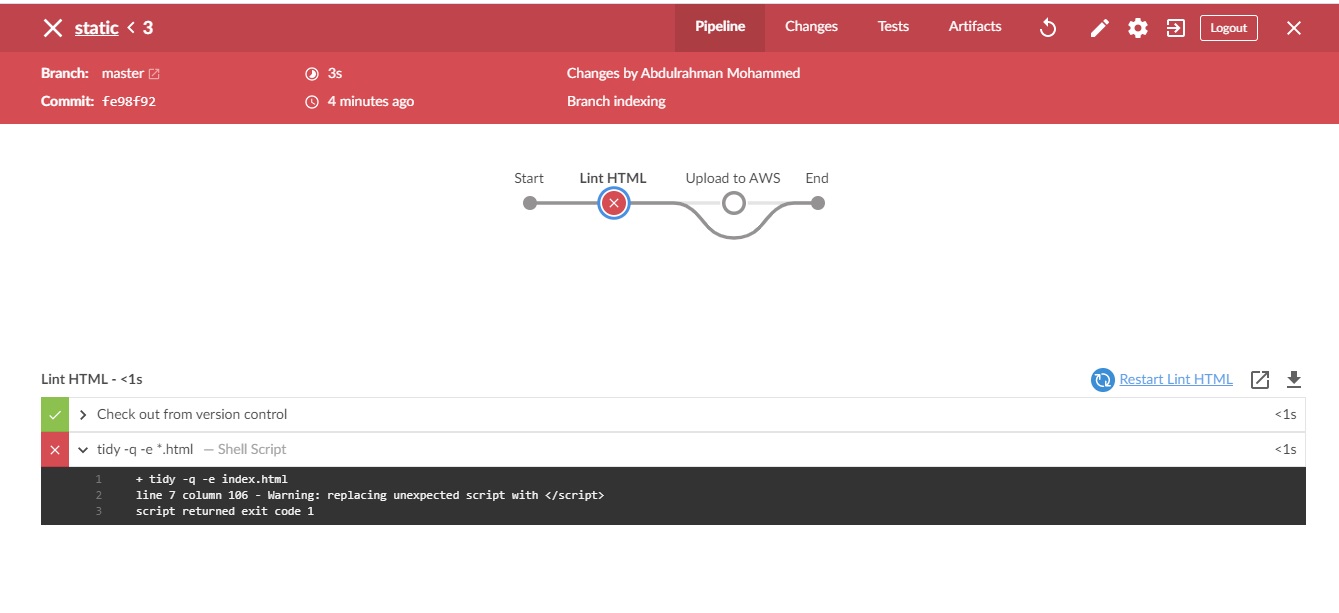 static < 3 Pipeline Changes Tests Artifacts Logout
Branch: master 3s Changes by Abdulrahman Mohammed
Commit: fe98f92 4 minutes ago Branch indexing
Start Lint HTML Upload to AWS End
Lint HTML - <1s Restart Lint HTML
Check out from version control <1s
tidy -q -e *.html — Shell Script <1s
1 + tidy -q -e index.html
2 line 7 column 106 - Warning: replacing unexpected script with </script>
3 script returned exit code 1